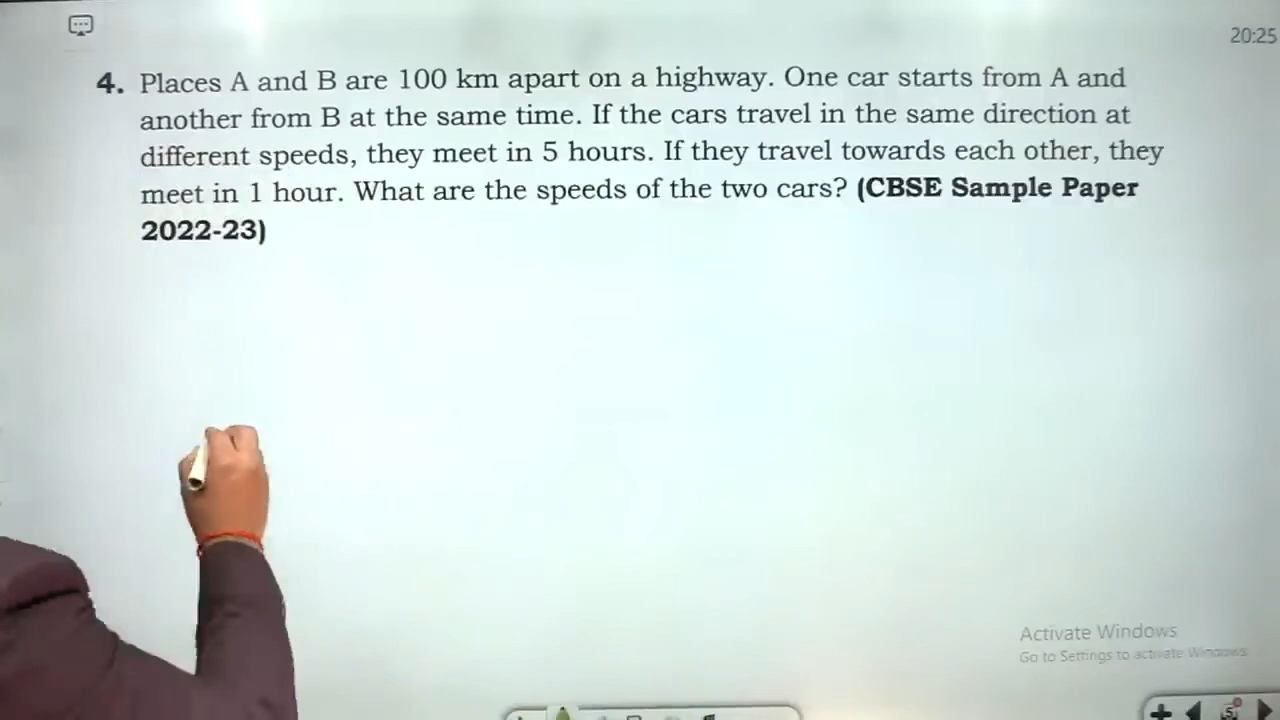 20:25
4. Places A and B are 100 km apart on a highway. One car starts from A and
another from B at the same time. If the cars travel in the same direction at
different speeds, they meet in 5 hours. If they travel towards each other, they
meet in 1 hour. What are the speeds of the two cars? (CBSE Sample Paper
2022-23)
Activate Windows
Go to Settings to activate Windows.
5